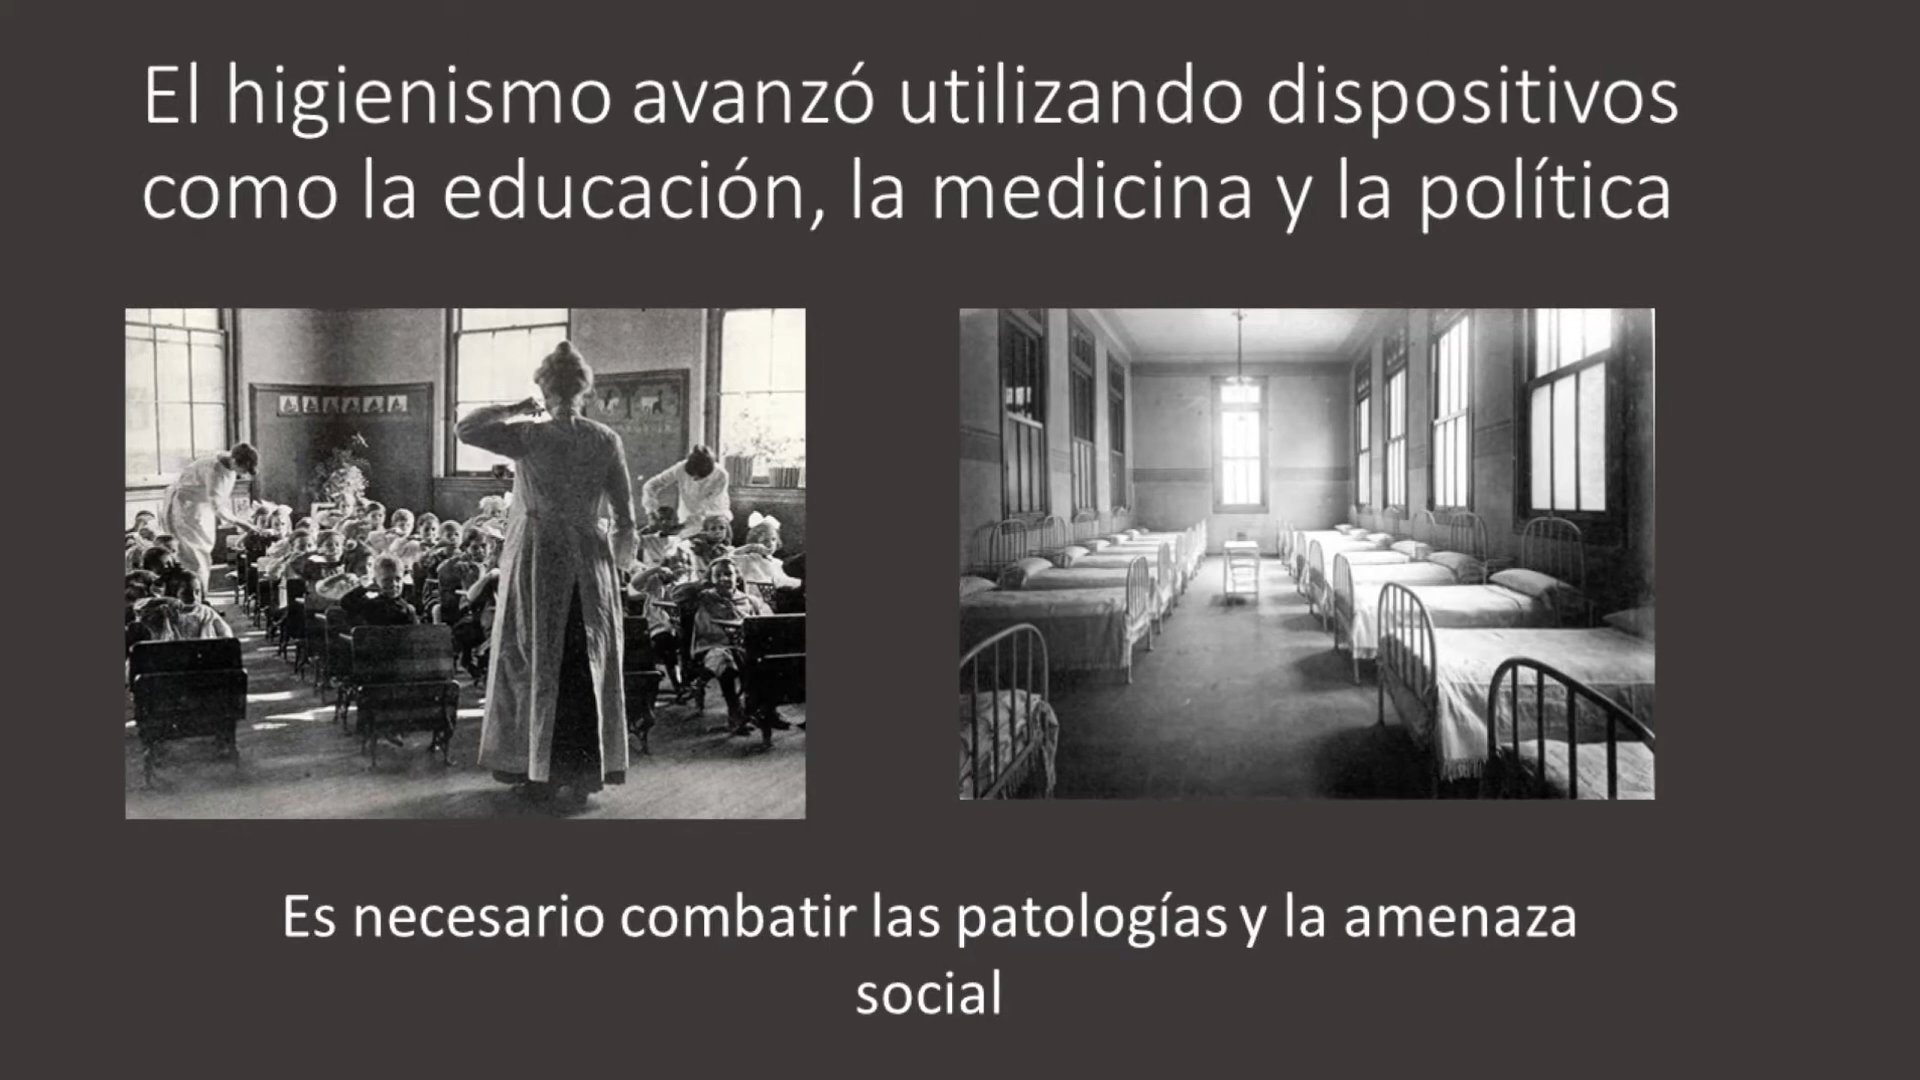 El higienismo avanzó utilizando dispositivos
como la educación, la medicina y la política
Es necesario combatir las patologías y la amenaza
social